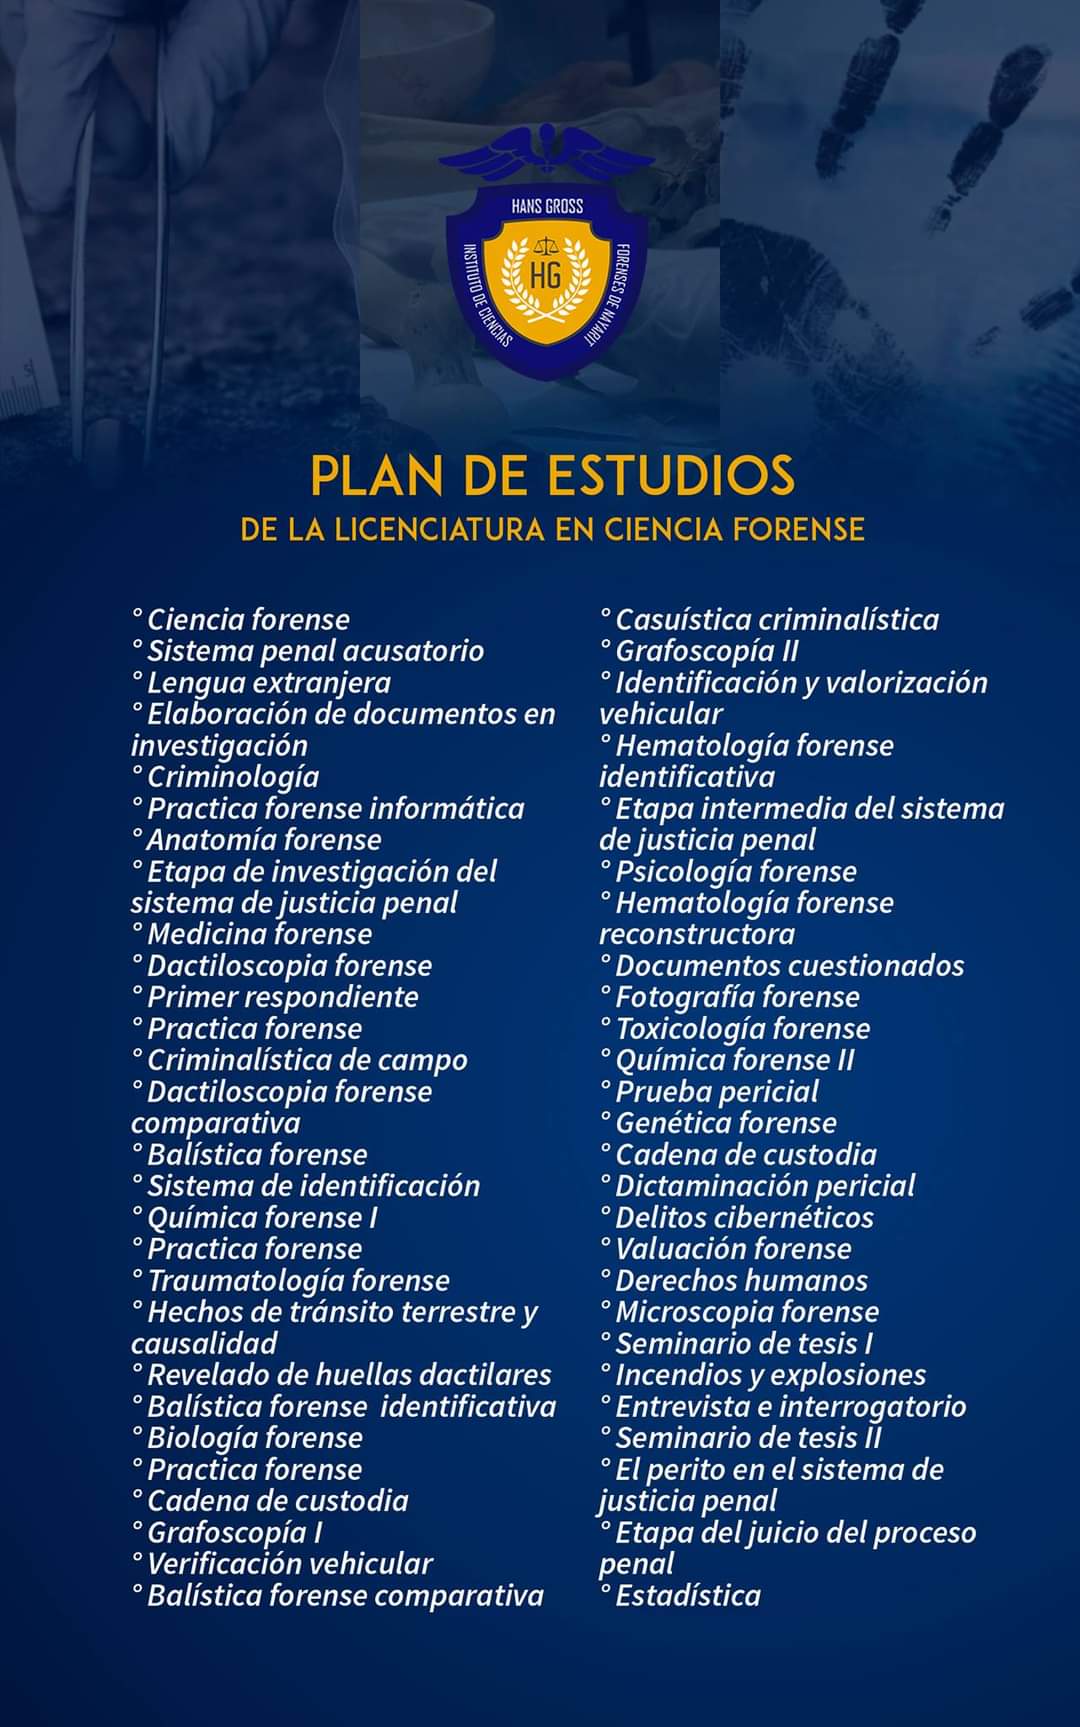 HANS GROSS
INSTITUTO DE CIENCIAS
FORENSES DE NAYARIT
HG
PLAN DE ESTUDIOS
DE LA LICENCIATURA EN CIENCIA FORENSE
° Ciencia forense
° Sistema penal acusatorio
° Lengua extranjera
° Elaboración de documentos en
investigación
° Criminología
° Practica forense informática
° Anatomía forense
° Etapa de investigación del
sistema de justicia penal
° Medicina forense
° Dactiloscopia forense
° Primer respondiente
° Practica forense
° Criminalística de campo
° Dactiloscopia forense
comparativa
° Balística forense
° Sistema de identificación
° Química forense I
° Practica forense
° Traumatología forense
° Hechos de tránsito terrestre y
causalidad
° Revelado de huellas dactilares
° Balística forense  identificativa
° Biología forense
° Practica forense
° Cadena de custodia
° Grafoscopía I
° Verificación vehicular
° Balística forense comparativa
° Casuística criminalística
° Grafoscopía II
° Identificación y valorización
vehicular
° Hematología forense
identificativa
° Etapa intermedia del sistema
de justicia penal
° Psicología forense
° Hematología forense
reconstructora
° Documentos cuestionados
° Fotografía forense
° Toxicología forense
° Química forense II
° Prueba pericial
° Genética forense
° Cadena de custodia
° Dictaminación pericial
° Delitos cibernéticos
° Valuación forense
° Derechos humanos
° Microscopia forense
° Seminario de tesis I
° Incendios y explosiones
° Entrevista e interrogatorio
° Seminario de tesis II
° El perito en el sistema de
justicia penal
° Etapa del juicio del proceso
penal
° Estadística